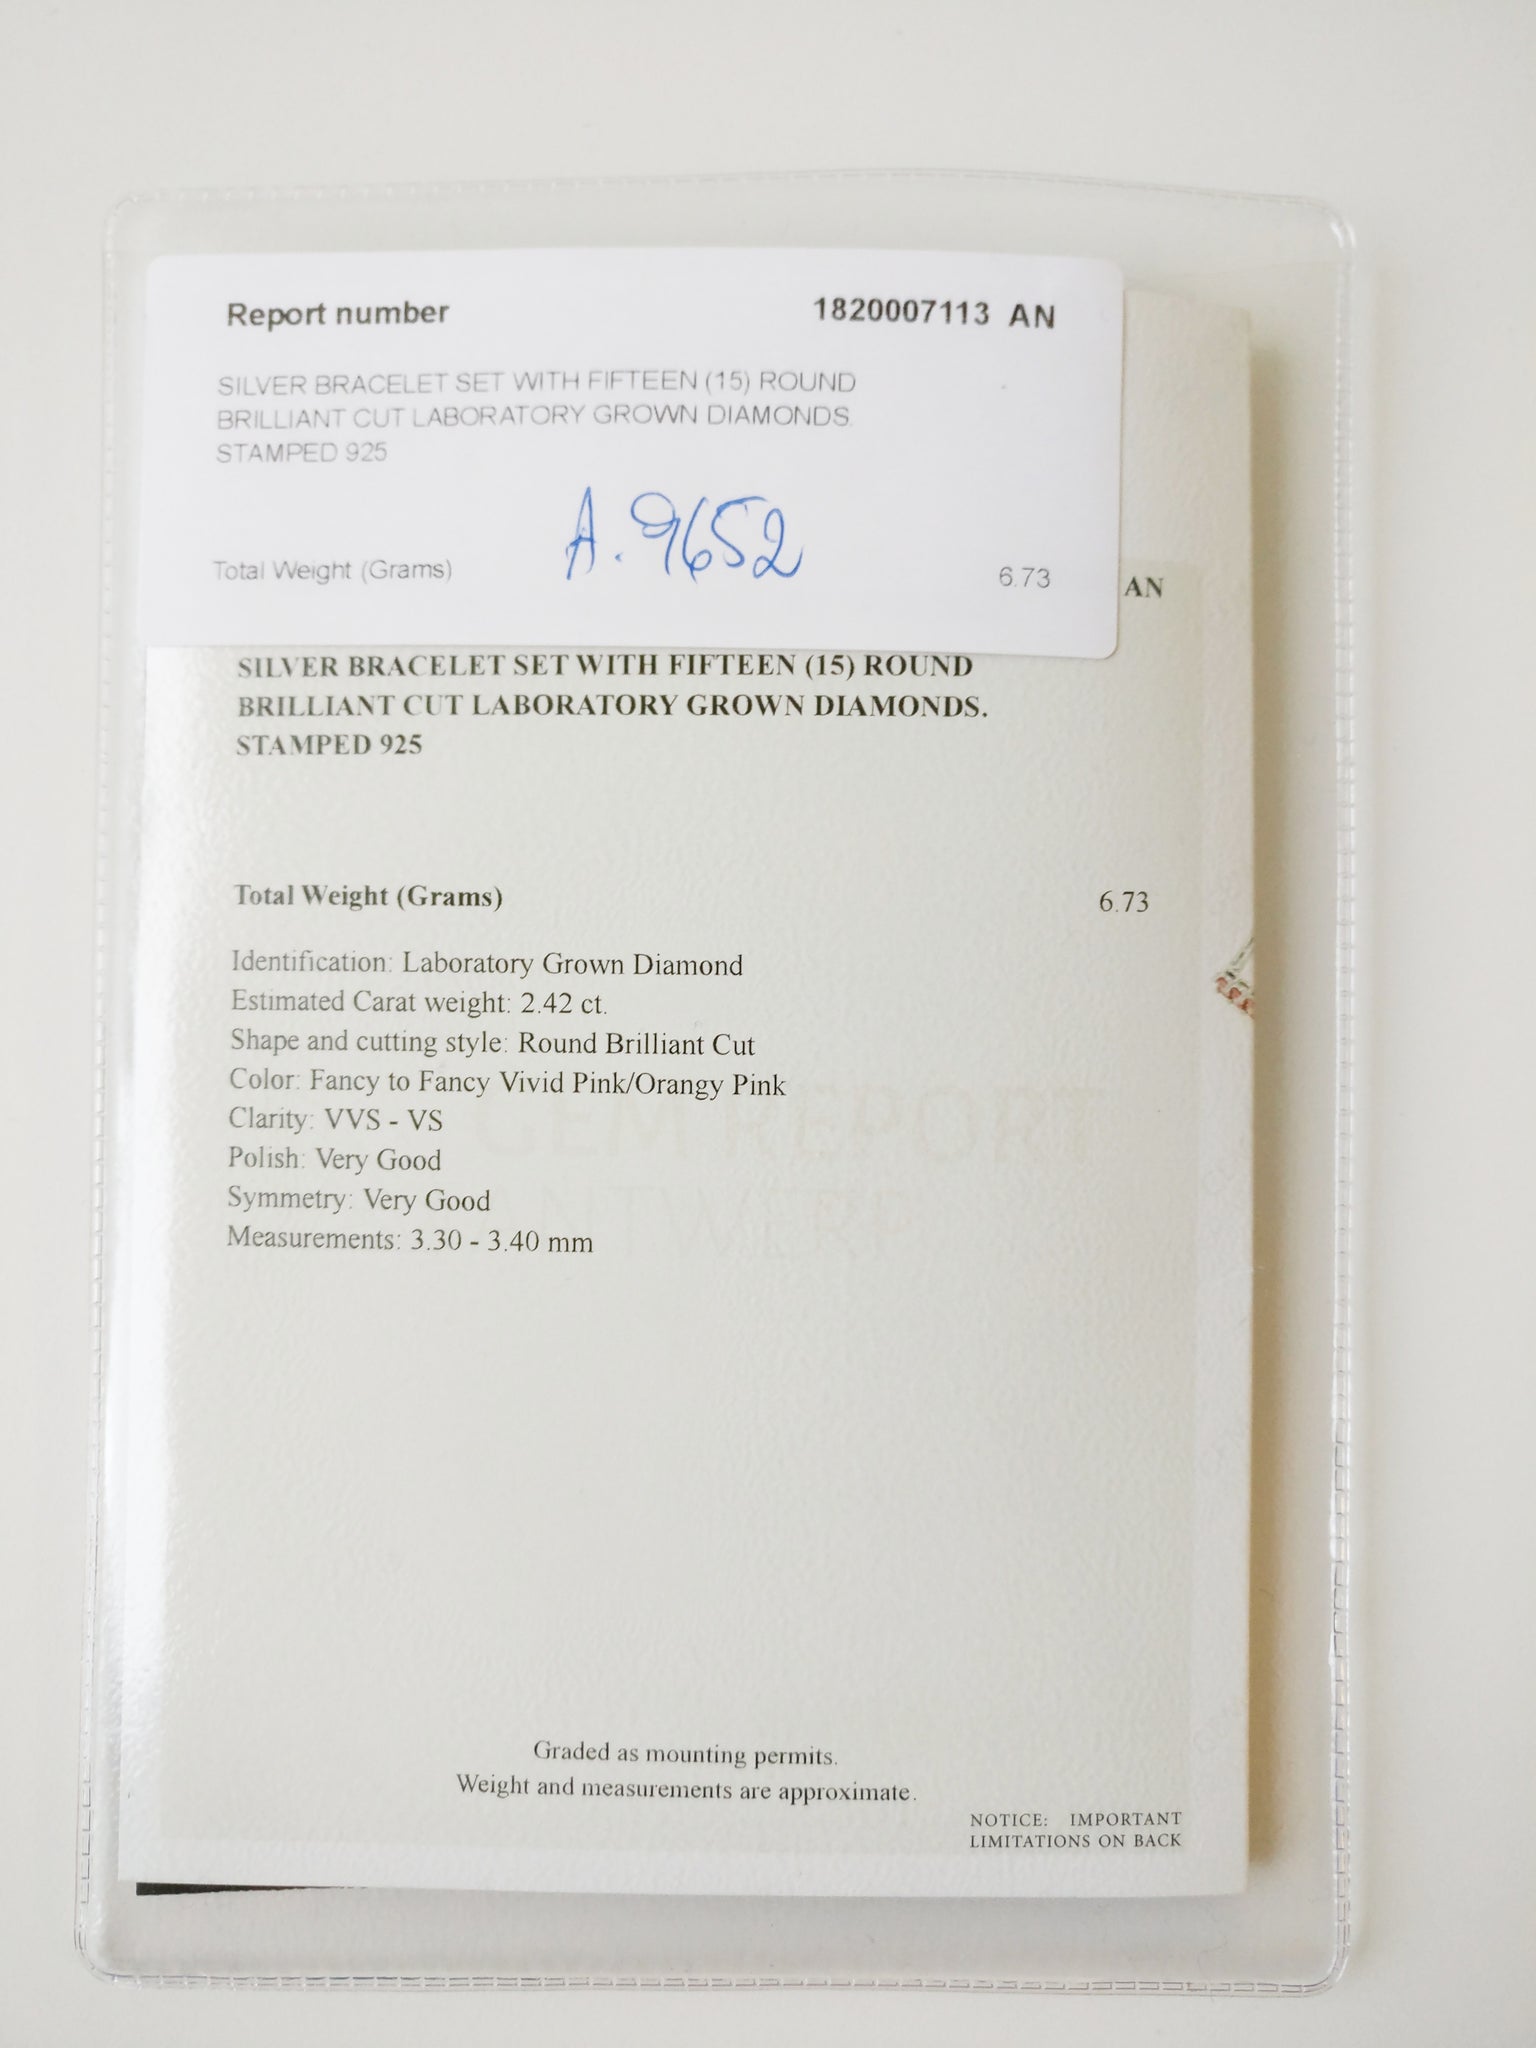 Report number 1820007113 AN
SILVER BRACELET SET WITH FIFTEEN (15) ROUND
BRILLIANT CUT LABORATORY GROWN DIAMONDS.
STAMPED 925
A. 9652
Total Weight (Grams) 6.73
AN
SILVER BRACELET SET WITH FIFTEEN (15) ROUND
BRILLIANT CUT LABORATORY GROWN DIAMONDS.
STAMPED 925
Total Weight (Grams) 6.73
Identification: Laboratory Grown Diamond
Estimated Carat weight: 2.42 ct.
Shape and cutting style: Round Brilliant Cut
Color: Fancy to Fancy Vivid Pink/Orangy Pink
Clarity: VVS - VS
Polish: Very Good
Symmetry: Very Good
Measurements: 3.30 - 3.40 mm
Graded as mounting permits.
Weight and measurements are approximate.
NOTICE: IMPORTANT
LIMITATIONS ON BACK